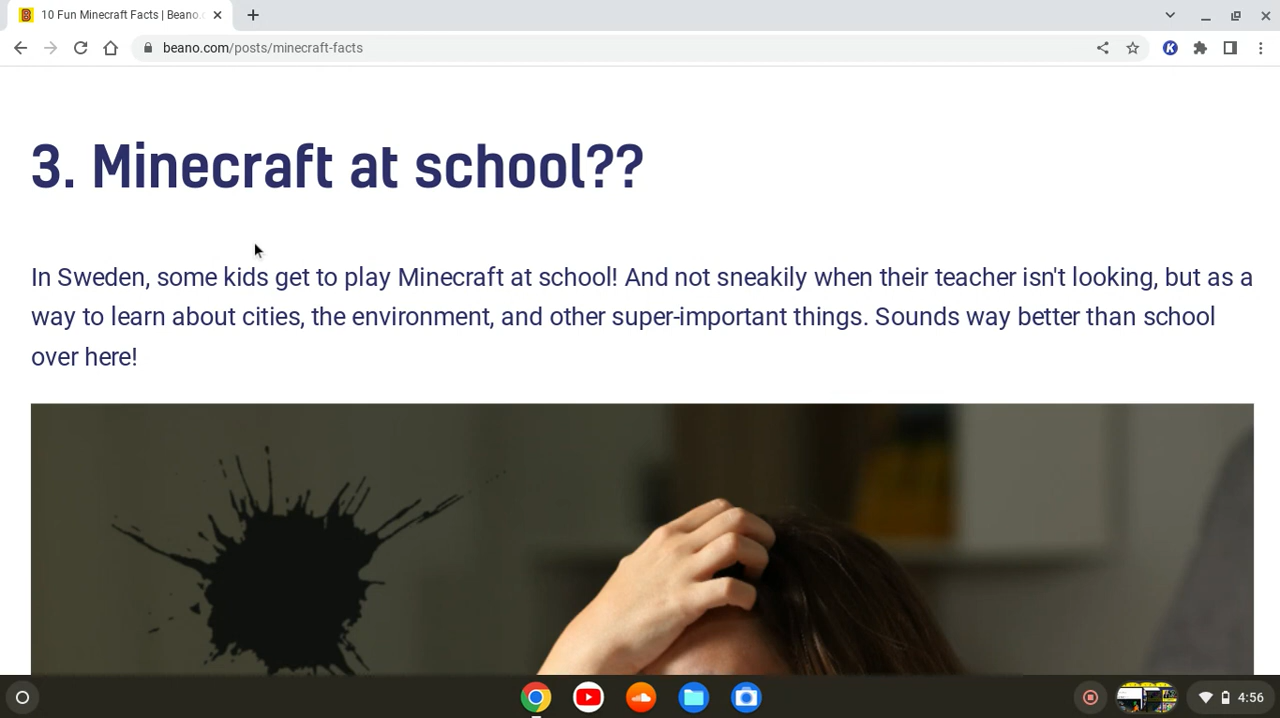 10 Fun Minecraft Facts | Beano.c
beano.com/posts/minecraft-facts
3. Minecraft at school??
In Sweden, some kids get to play Minecraft at school! And not sneakily when their teacher isn't looking, but as a
way to learn about cities, the environment, and other super-important things. Sounds way better than school
over here!
4:56